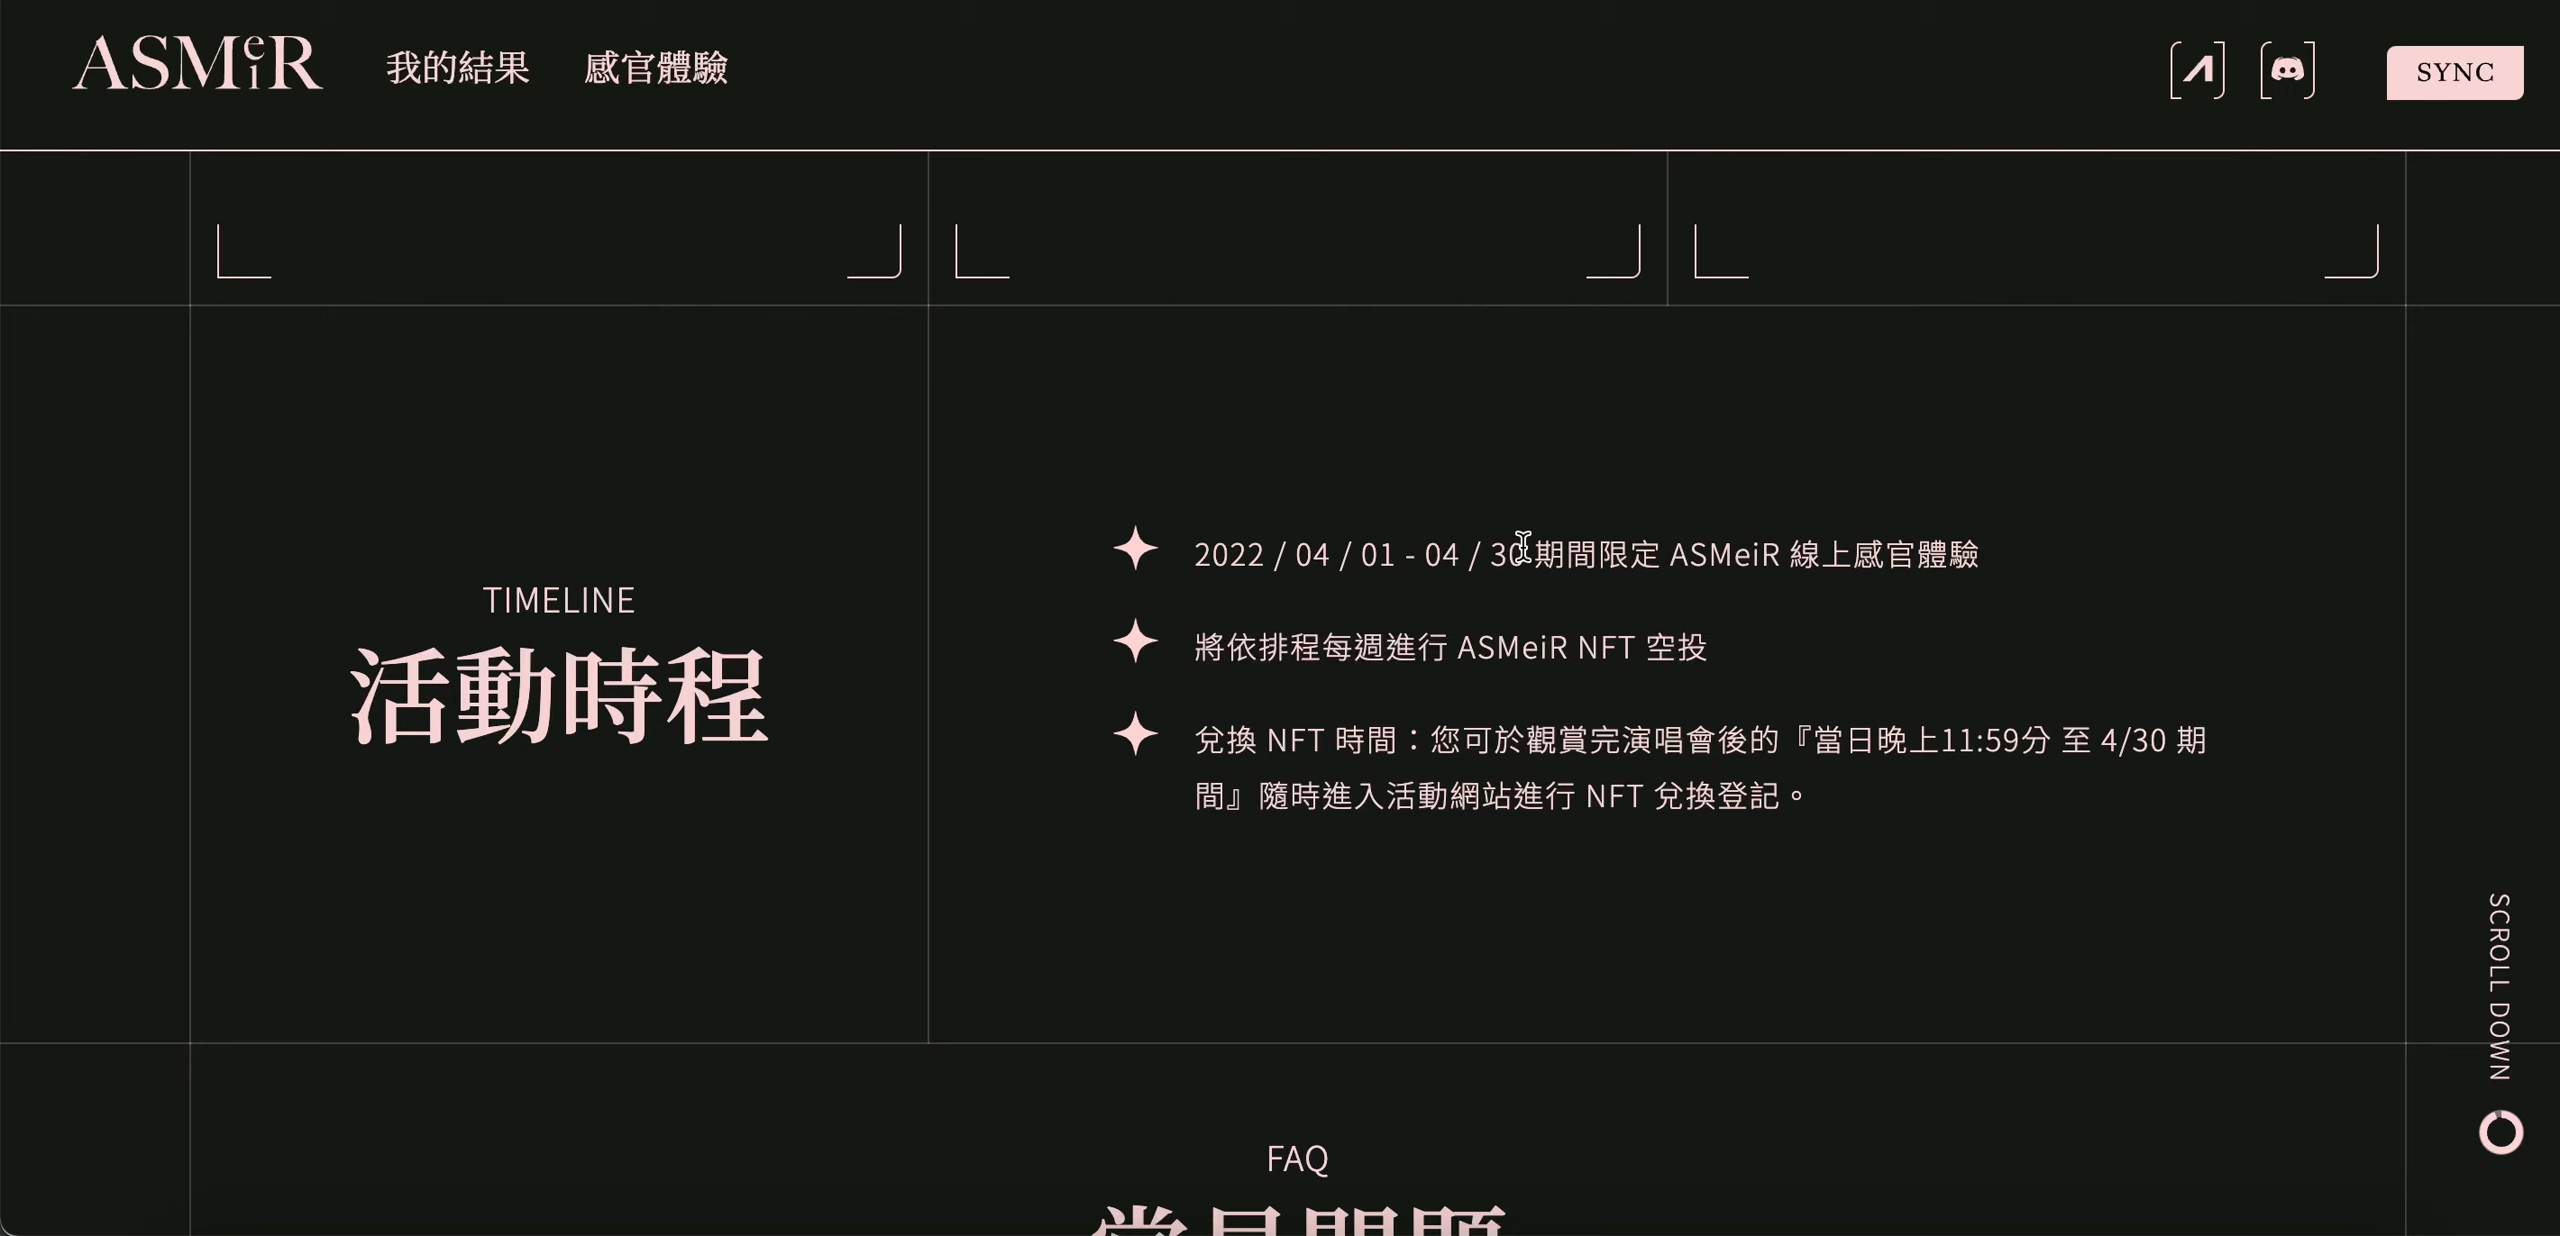 ASMeiR
我的結果
感官體驗
SYNC
TIMELINE
活動時程
2022 / 04 / 01 - 04 / 30 期間限定 ASMeiR 線上感官體驗
將依排程每週進行 ASMeiR NFT 空投
兌換 NFT 時間：您可於觀賞完演唱會後的『當日晚上11:59分 至 4/30 期
間』隨時進入活動網站進行 NFT 兌換登記。
SCROLL DOWN
FAQ
常見問題